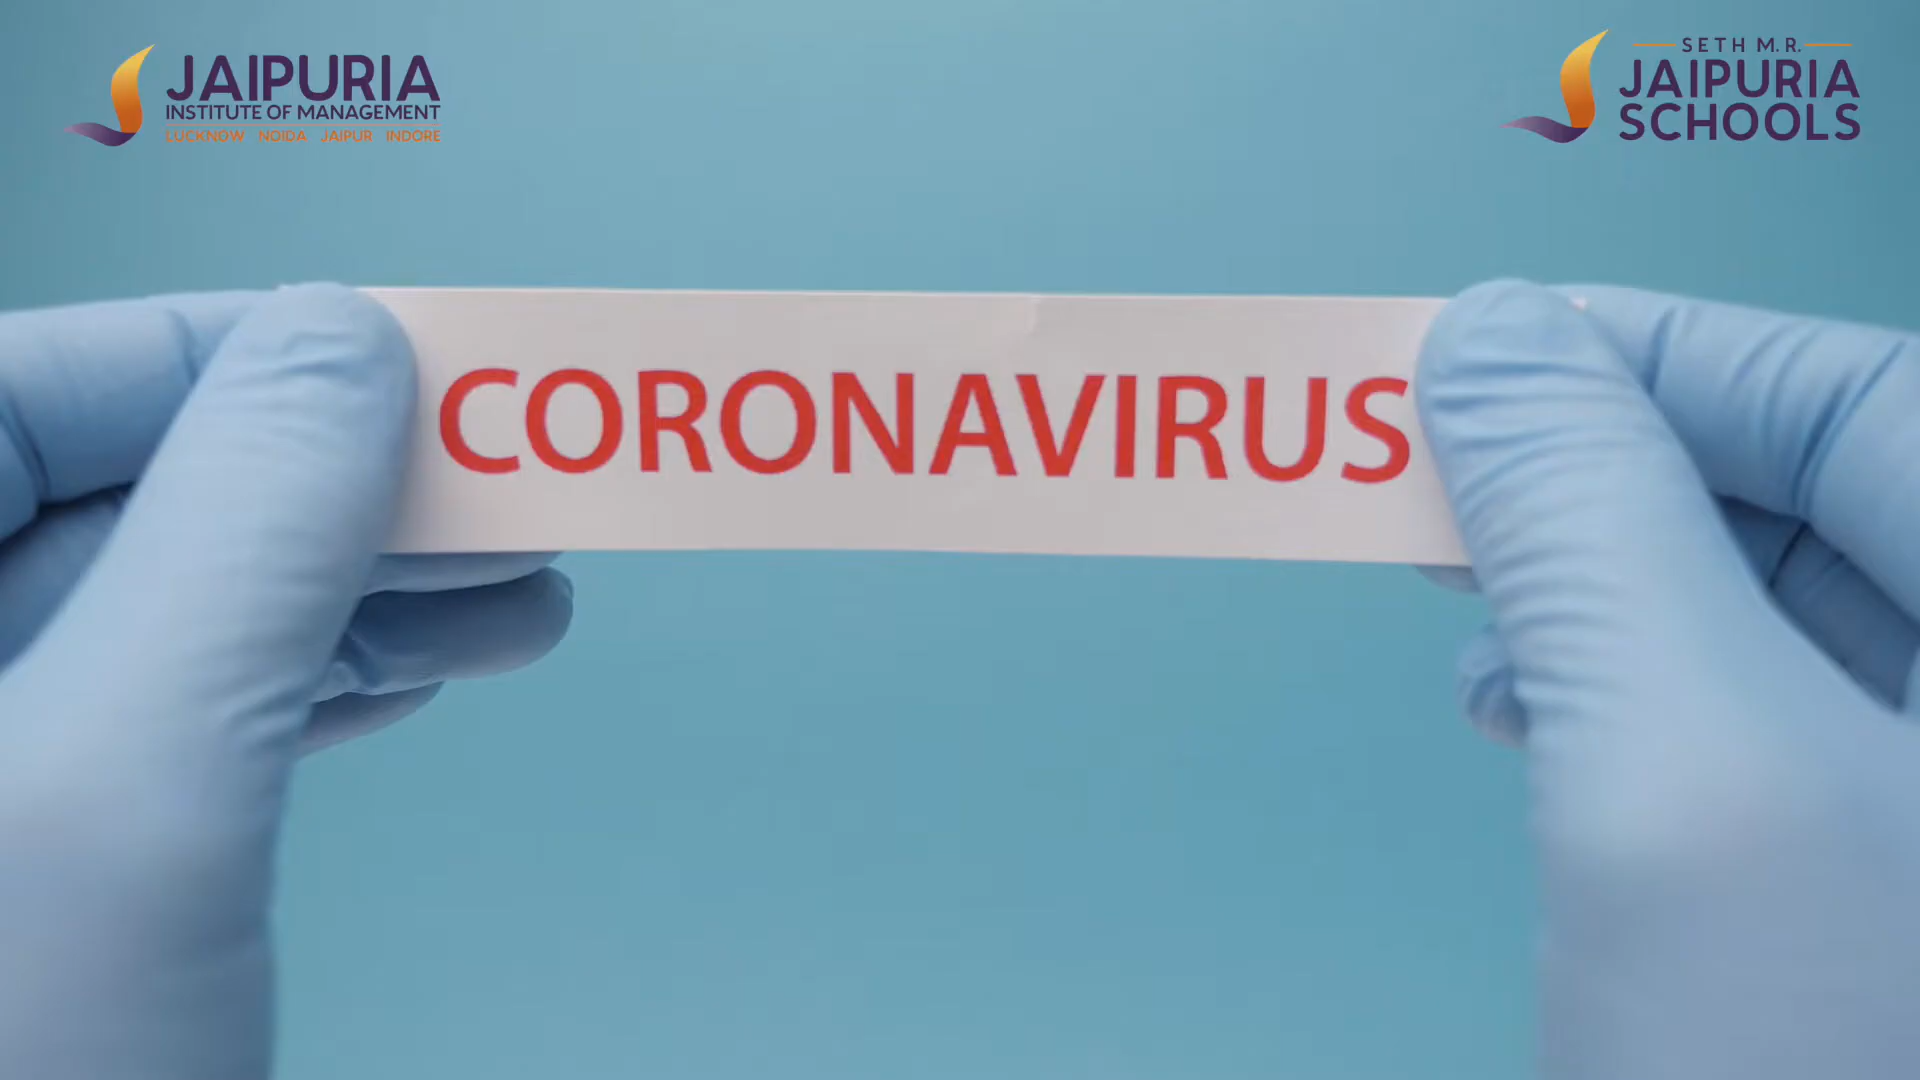 JAIPURIA
INSTITUTE OF MANAGEMENT
LUCKNOW NOIDA JAIPUR INDORE
SETH M.R.
JAIPURIA
SCHOOLS
CORONAVIRUS